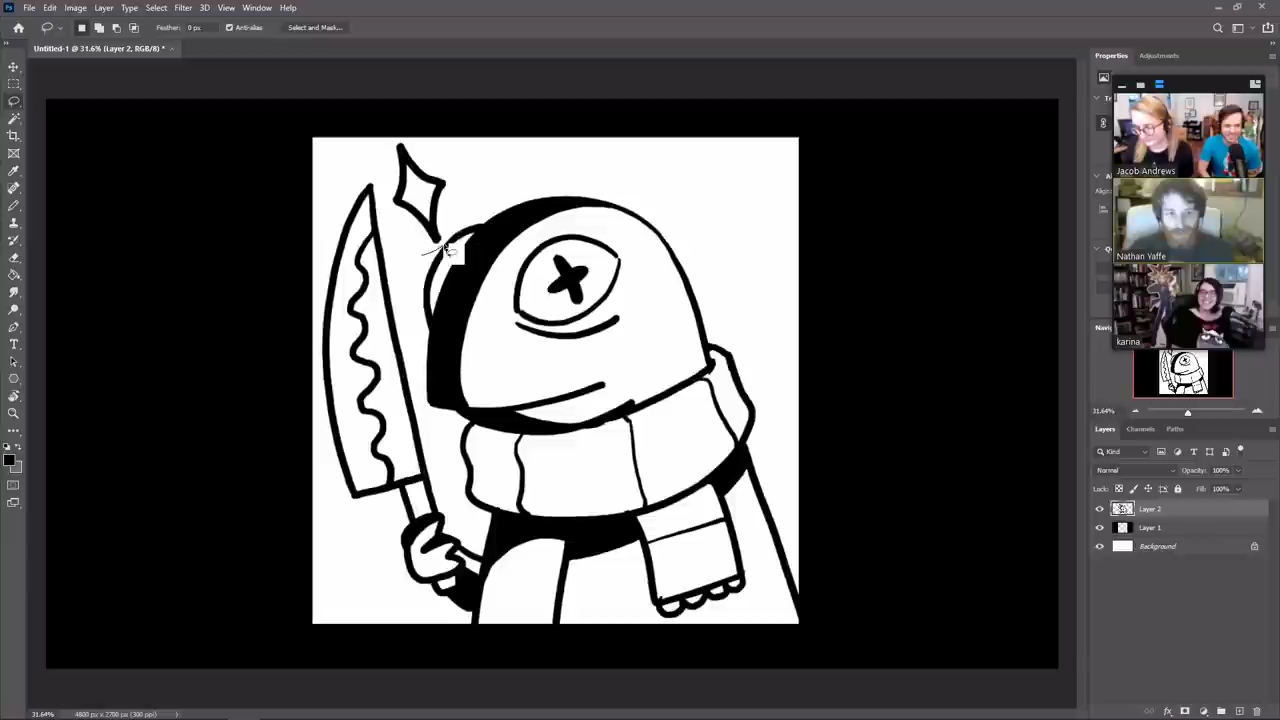 Ps File Edit Image Layer Type Select Filter 3D View Window Help
Feather: 0 px Anti-alias Select and Mask...
Untitled-1 @ 31.6% (Layer 2, RGB/8) *
Properties Adjustments
Jacob Andrews
Nathan Yaffe
karina
31.64%
Layers Channels Paths
Kind
Normal Opacity: 100%
Lock: Fill: 100%
Layer 2
Layer 1
Background
31.64% 4800 px x 2700 px (300 ppi)
fx